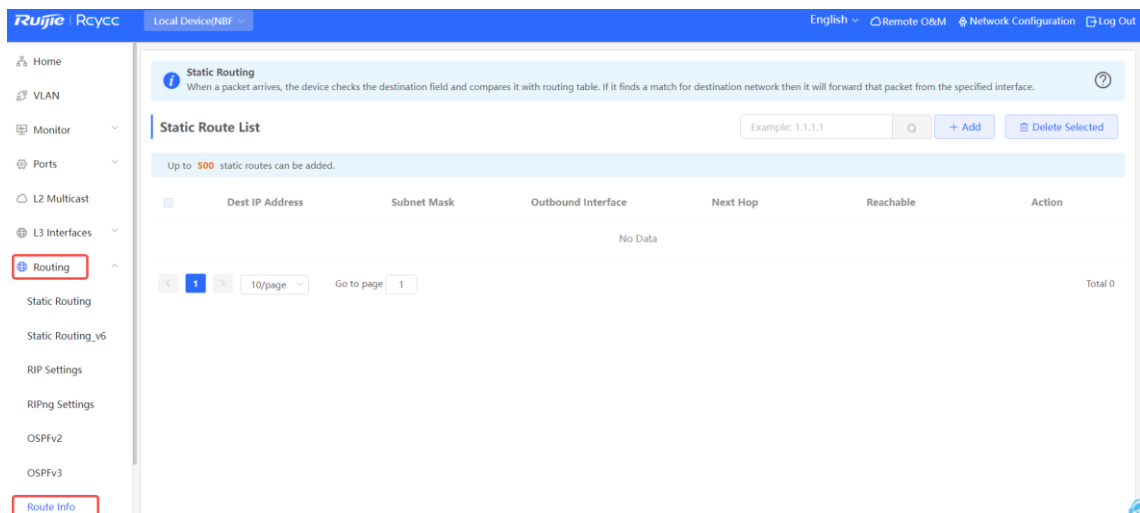 Ruijie Rcycc Local Device(NBF English Remote O&M Network Configuration Log Out
Home
VLAN
Monitor
Ports
L2 Multicast
L3 Interfaces
Routing
Static Routing
Static Routing_v6
RIP Settings
RIPng Settings
OSPFv2
OSPFv3
Route Info
Static Routing
When a packet arrives, the device checks the destination field and compares it with routing table. If it finds a match for destination network then it will forward that packet from the specified interface.
Static Route List Example: 1.1.1.1 + Add Delete Selected
Up to 500 static routes can be added.
Dest IP Address Subnet Mask Outbound Interface Next Hop Reachable Action
No Data
< 1 > 10/page Go to page 1 Total 0